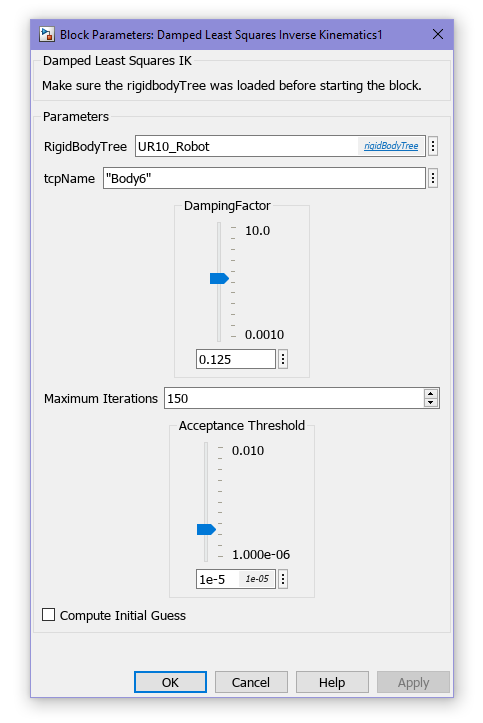 Block Parameters: Damped Least Squares Inverse Kinematics1
Damped Least Squares IK
Make sure the rigidbodyTree was loaded before starting the block.
Parameters
RigidBodyTree UR10_Robot rigidBodyTree
tcpName "Body6"
DampingFactor
10.0
0.0010
0.125
Maximum Iterations 150
Acceptance Threshold
0.010
1.000e-06
1e-5 1e-05
Compute Initial Guess
OK Cancel Help Apply